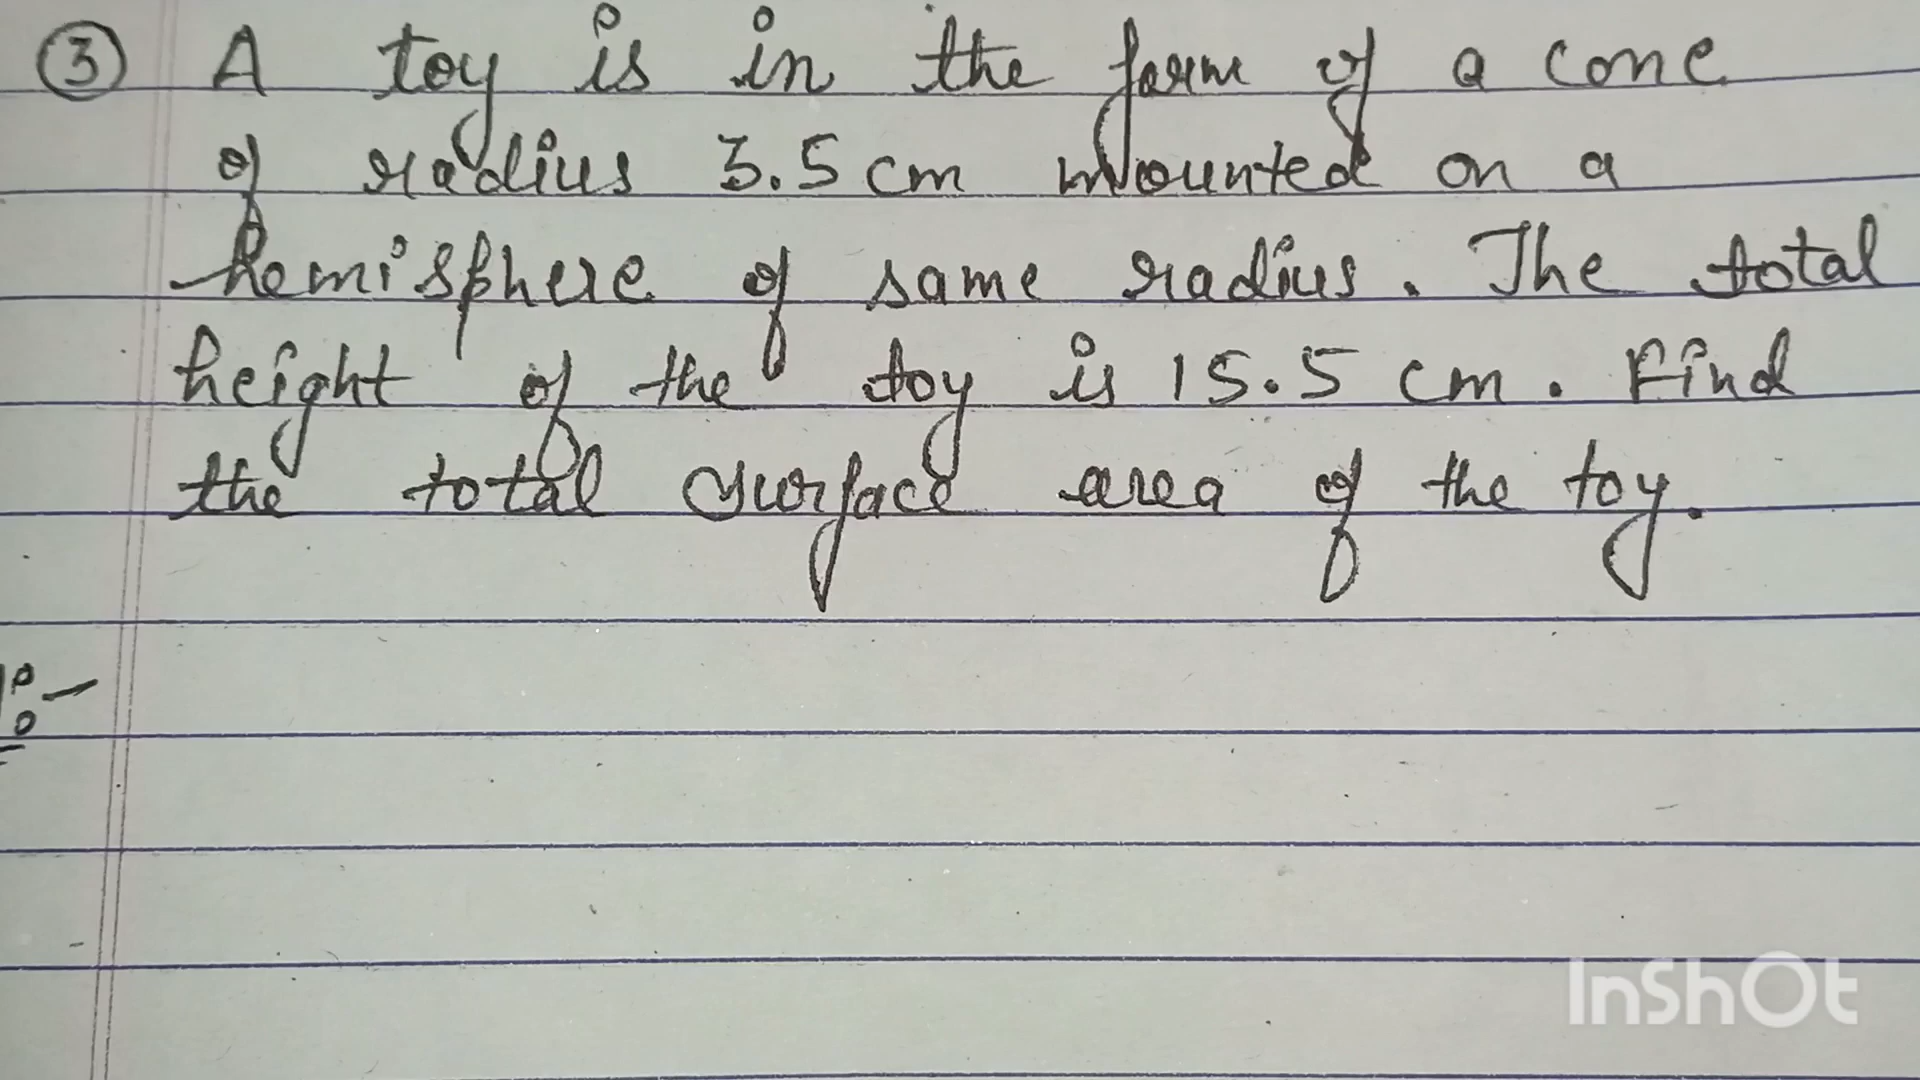 ③ A toy is in the form of a cone
of radius 3.5 cm mounted on a
hemisphere of same radius. The total
height of the toy is 15.5 cm. Find
the total surface area of the toy.
InShOt